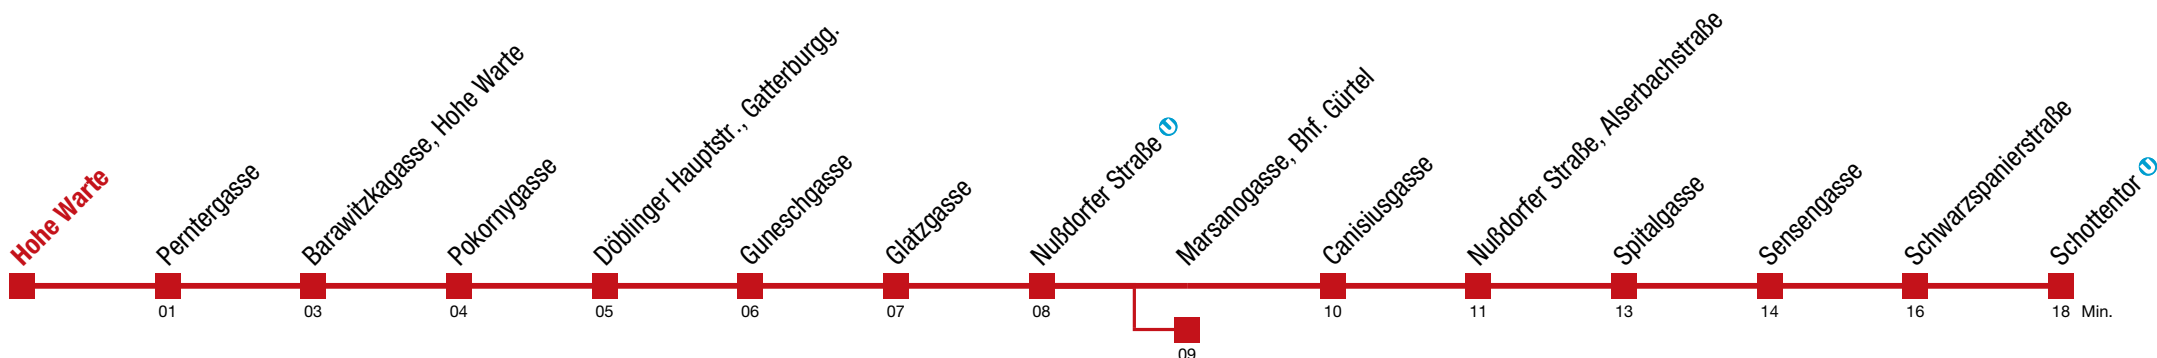 Hohe Warte
Perntergasse
Barawitzkagasse, Hohe Warte
Pokornygasse
Döblinger Hauptstr., Gatterburgg.
Guneschgasse
Glatzgasse
Nußdorfer Straße U
Marsanogasse, Bhf. Gürtel
Canisiusgasse
Nußdorfer Straße, Alserbachstraße
Spitalgasse
Sensengasse
Schwarzspanierstraße
Schottentor U
01 03 04 05 06 07 08 10 11 13 14 16 18 Min.
09